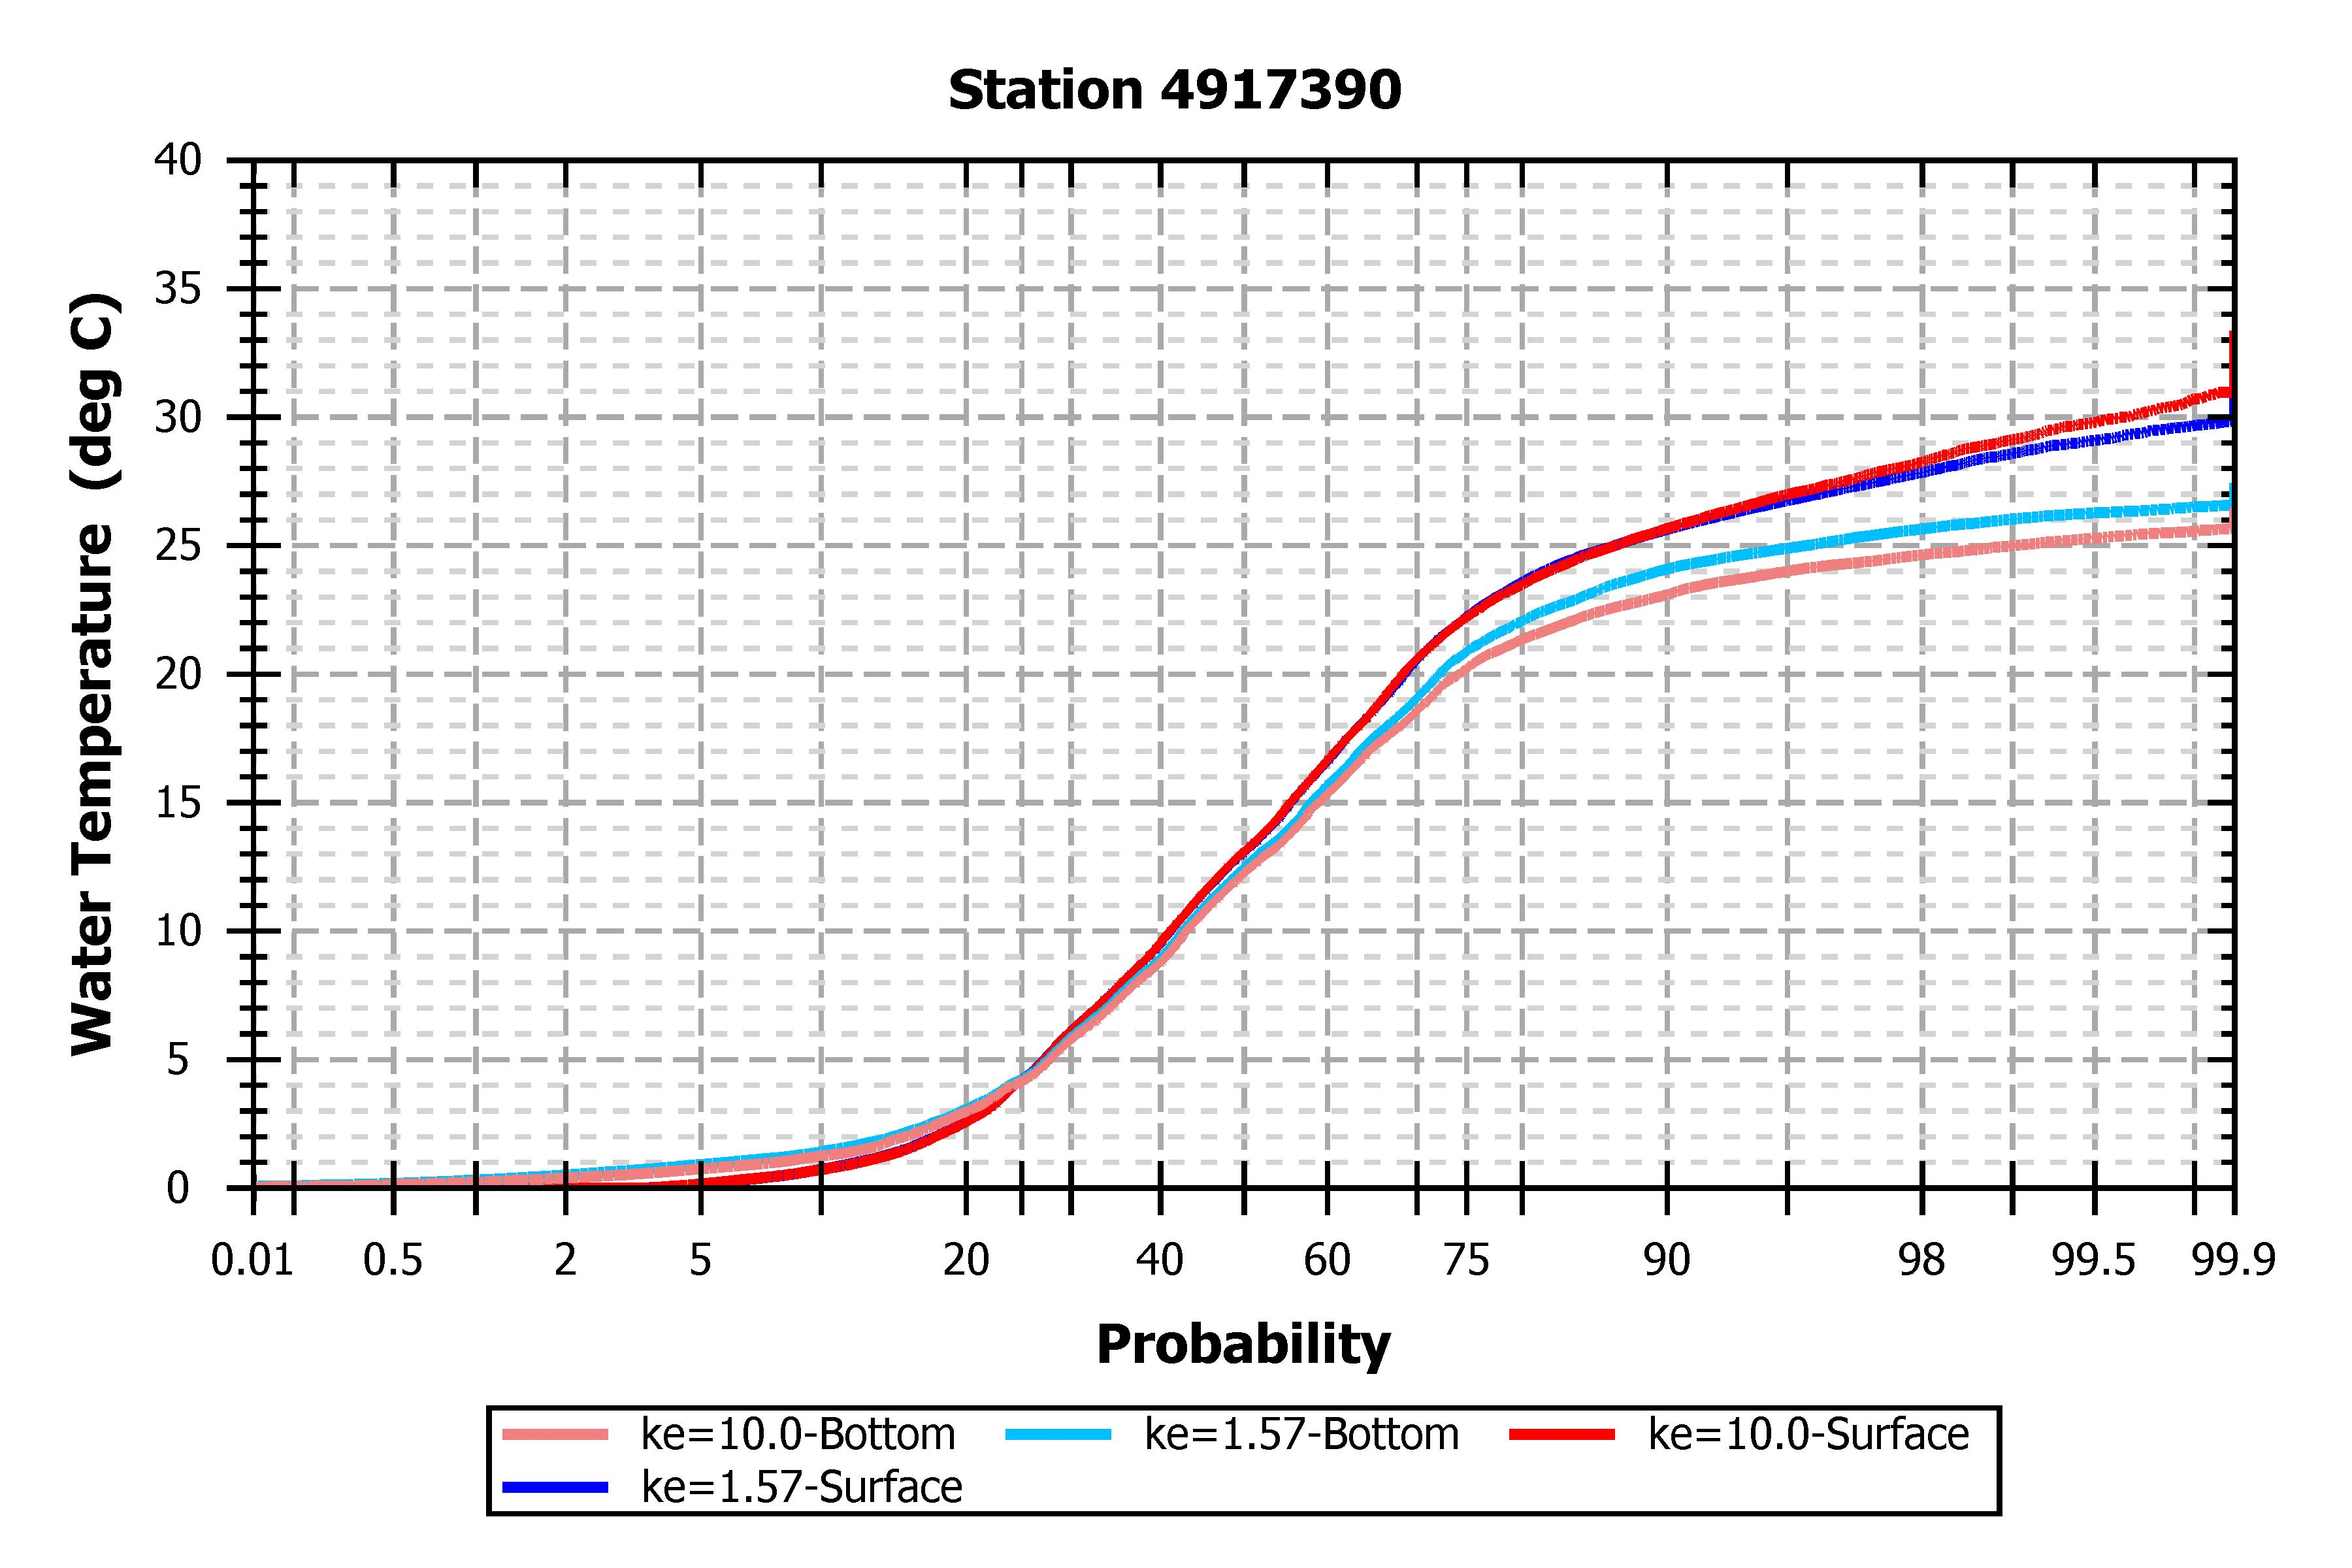 Station 4917390
40
35
30
25
20
15
10
5
0
Water Temperature (deg C)
0.01 0.5 2 5 20 40 60 75 90 98 99.5 99.9
Probability
ke=10.0-Bottom ke=1.57-Bottom ke=10.0-Surface
ke=1.57-Surface